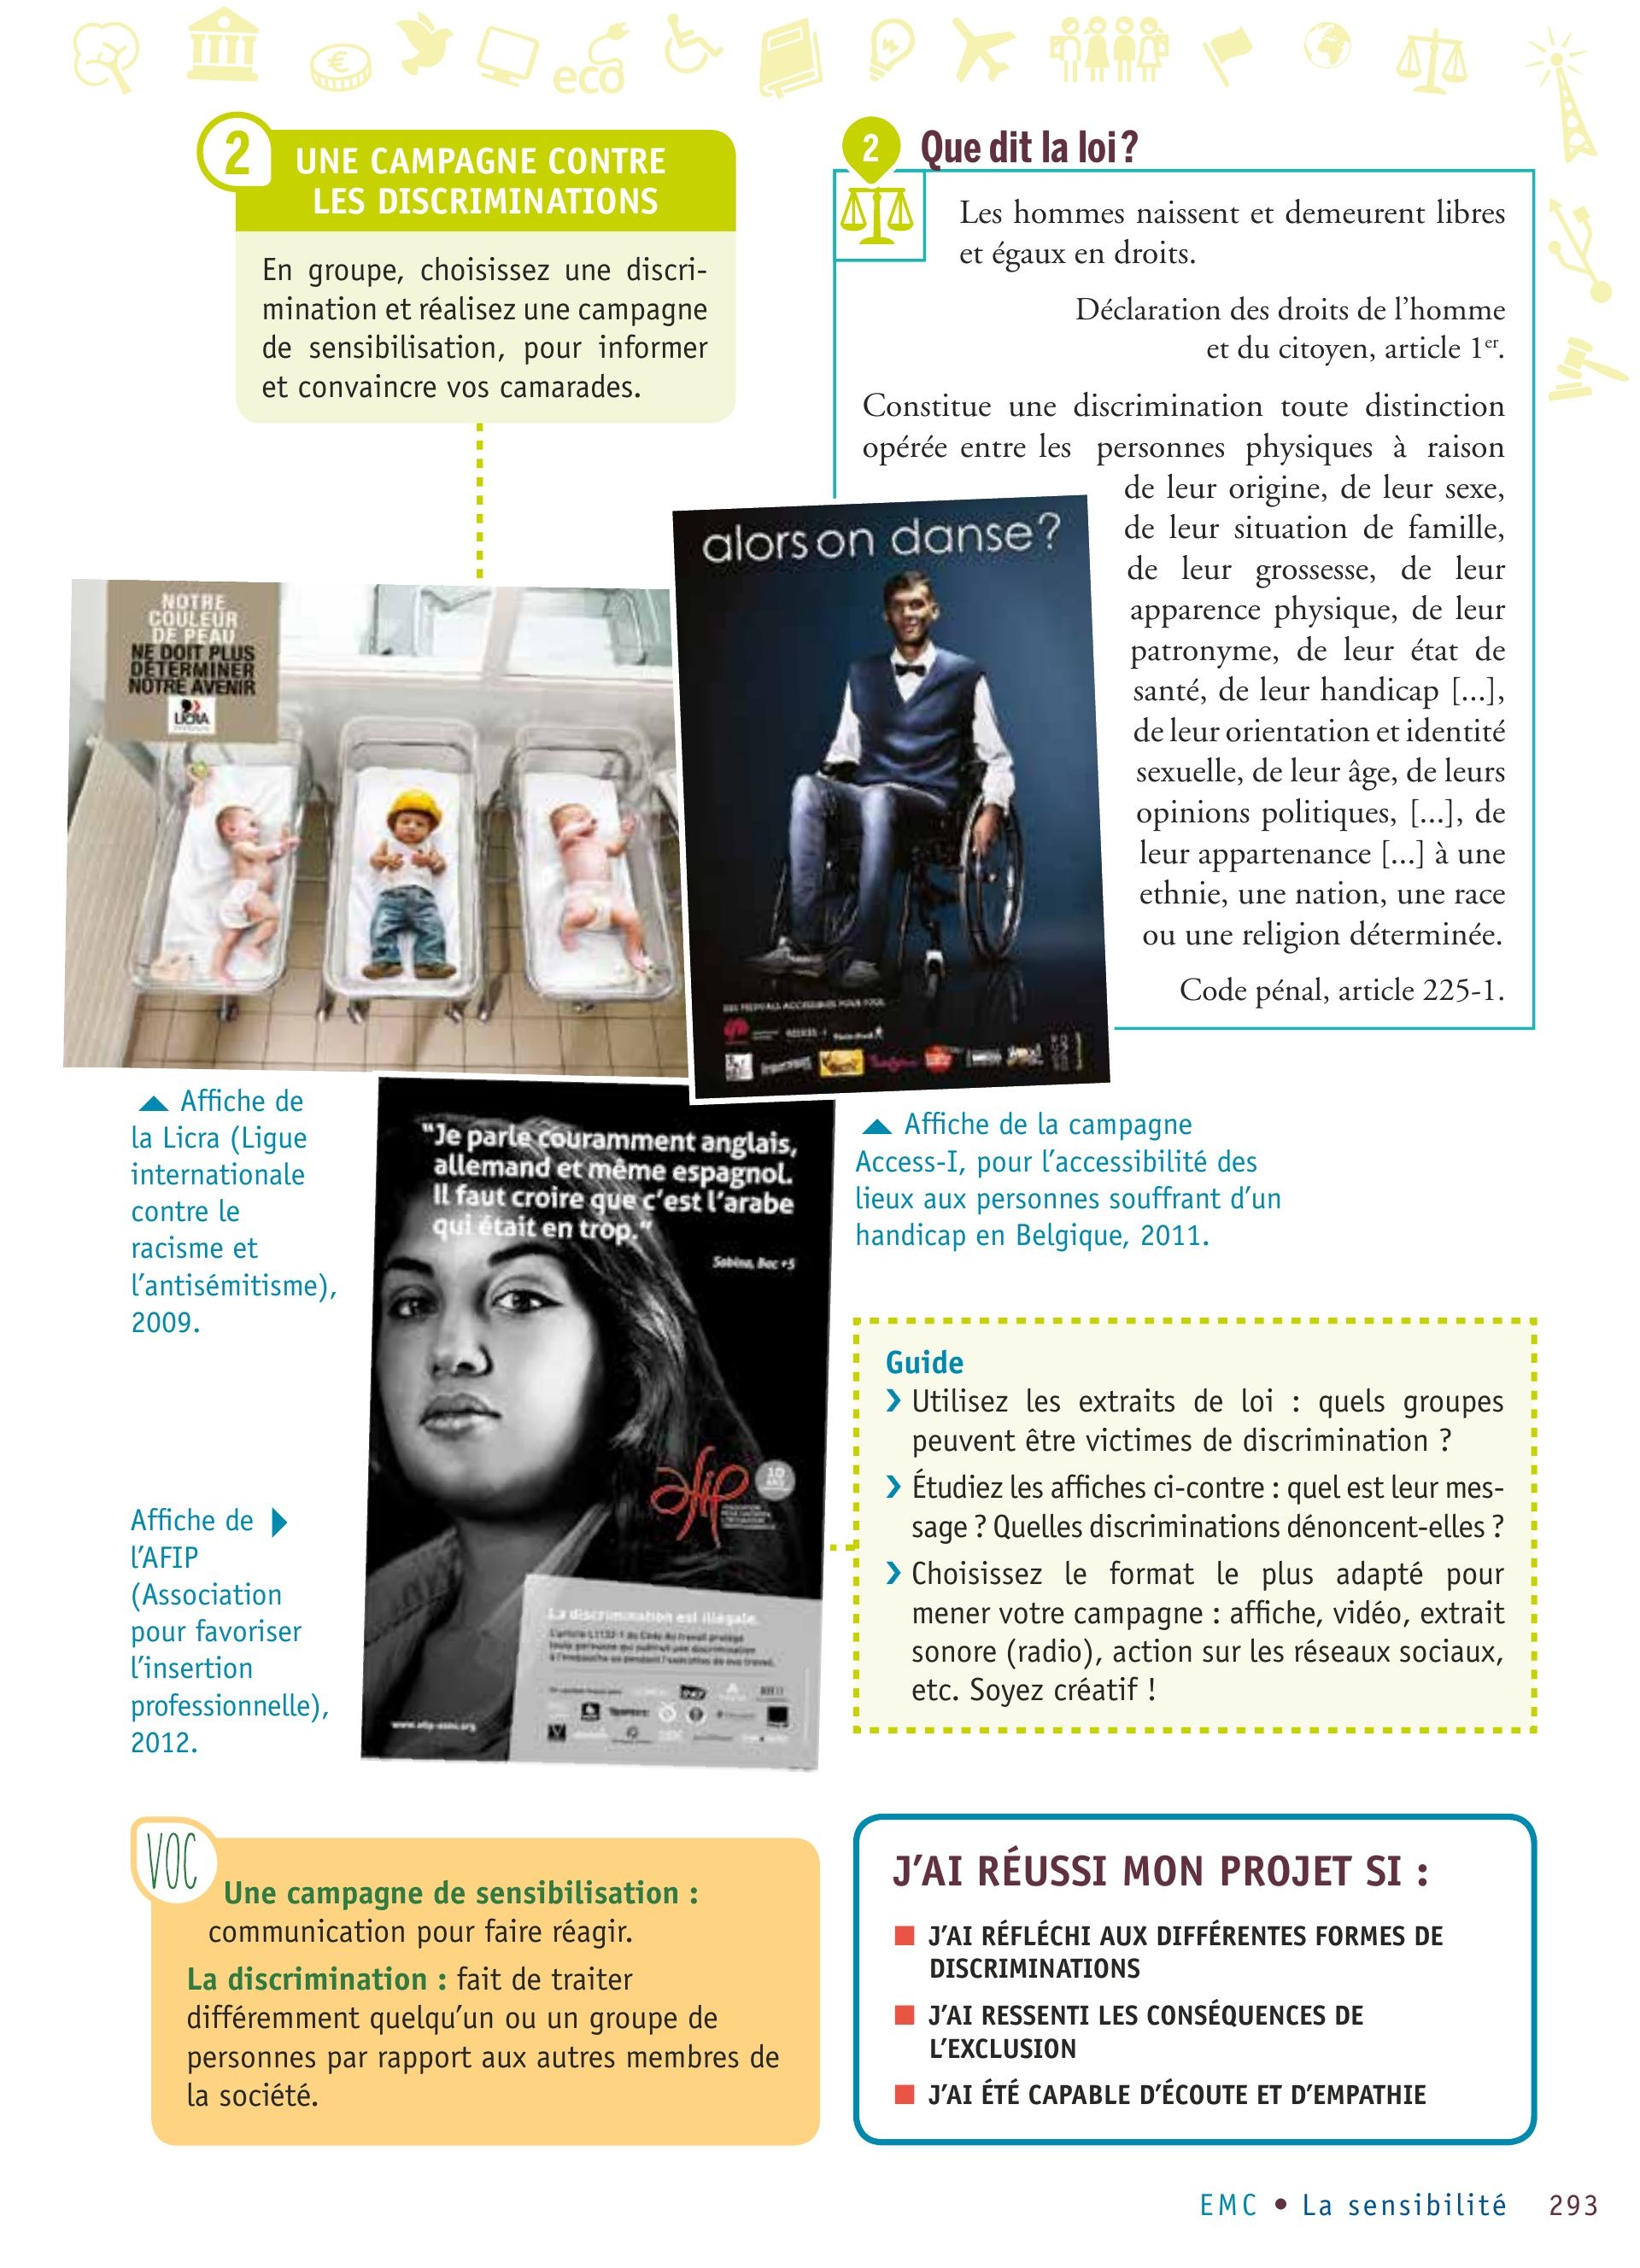 eco
2
UNE CAMPAGNE CONTRE
LES DISCRIMINATIONS
En groupe, choisissez une discri-
mination et réalisez une campagne
de sensibilisation, pour informer
et convaincre vos camarades.
2
Que dit la loi ?
Les hommes naissent et demeurent libres
et égaux en droits.
Déclaration des droits de l’homme
et du citoyen, article 1er.
Constitue une discrimination toute distinction
opérée entre les personnes physiques à raison
de leur origine, de leur sexe,
de leur situation de famille,
de leur grossesse, de leur
apparence physique, de leur
patronyme, de leur état de
santé, de leur handicap [...],
de leur orientation et identité
sexuelle, de leur âge, de leurs
opinions politiques, [...], de
leur appartenance [...] à une
ethnie, une nation, une race
ou une religion déterminée.
Code pénal, article 225-1.
NOTRE
COULEUR
DE PEAU
NE DOIT PLUS
DÉTERMINER
NOTRE AVENIR
LICRA
alors on danse ?
Affiche de
la Licra (Ligue
internationale
contre le
racisme et
l’antisémitisme),
2009.
"Je parle couramment anglais,
allemand et même espagnol.
Il faut croire que c’est l’arabe
qui était en trop."
Sabina, Bac +5
afip
10
ANS
La discrimination est illégale.
www.afip-asso.org
Affiche de la campagne
Access-I, pour l’accessibilité des
lieux aux personnes souffrant d’un
handicap en Belgique, 2011.
Affiche de
l’AFIP
(Association
pour favoriser
l’insertion
professionnelle),
2012.
Guide
› Utilisez les extraits de loi : quels groupes
peuvent être victimes de discrimination ?
› Étudiez les affiches ci-contre : quel est leur mes-
sage ? Quelles discriminations dénoncent-elles ?
› Choisissez le format le plus adapté pour
mener votre campagne : affiche, vidéo, extrait
sonore (radio), action sur les réseaux sociaux,
etc. Soyez créatif !
VOC
Une campagne de sensibilisation :
communication pour faire réagir.
La discrimination : fait de traiter
différemment quelqu’un ou un groupe de
personnes par rapport aux autres membres de
la société.
J’AI RÉUSSI MON PROJET SI :
J’AI RÉFLÉCHI AUX DIFFÉRENTES FORMES DE
DISCRIMINATIONS
J’AI RESSENTI LES CONSÉQUENCES DE
L’EXCLUSION
J’AI ÉTÉ CAPABLE D’ÉCOUTE ET D’EMPATHIE
EMC • La sensibilité 293